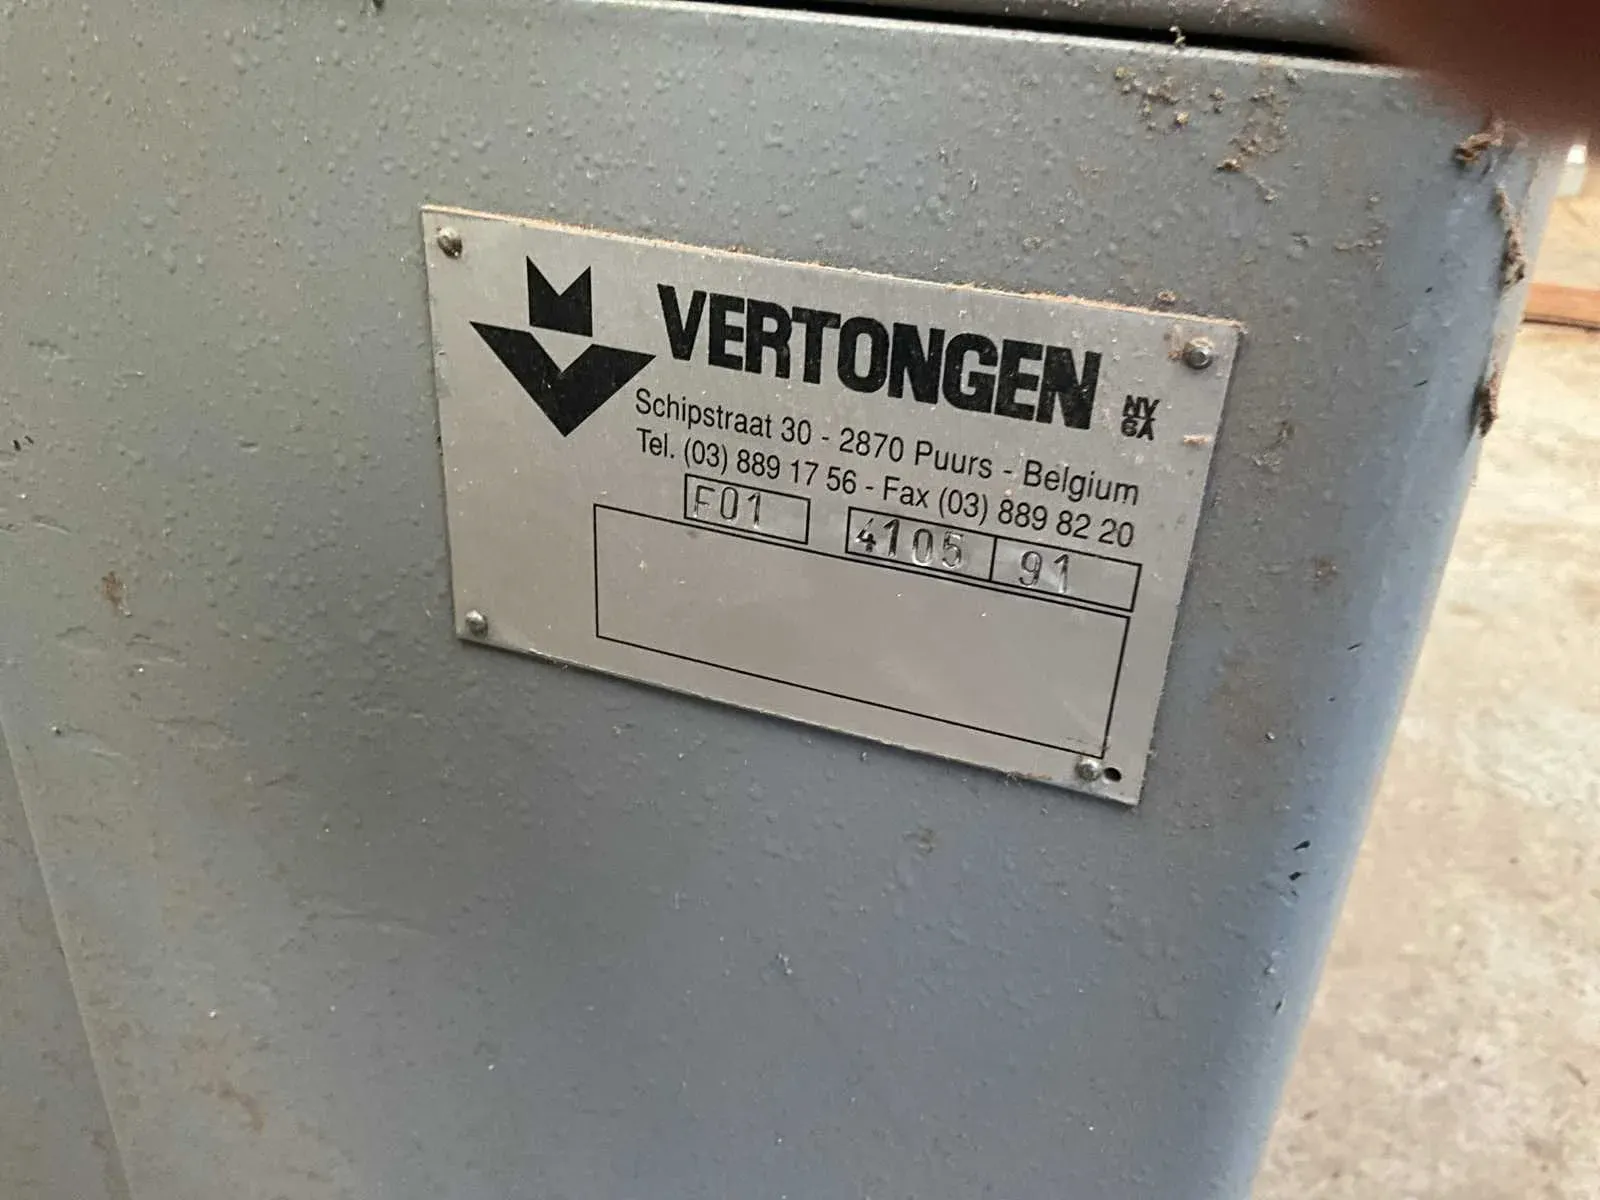 VERTONGEN NV SA
Schipstraat 30 - 2870 Puurs - Belgium
Tel. (03) 889 17 56 - Fax (03) 889 82 20
F01 4105 91